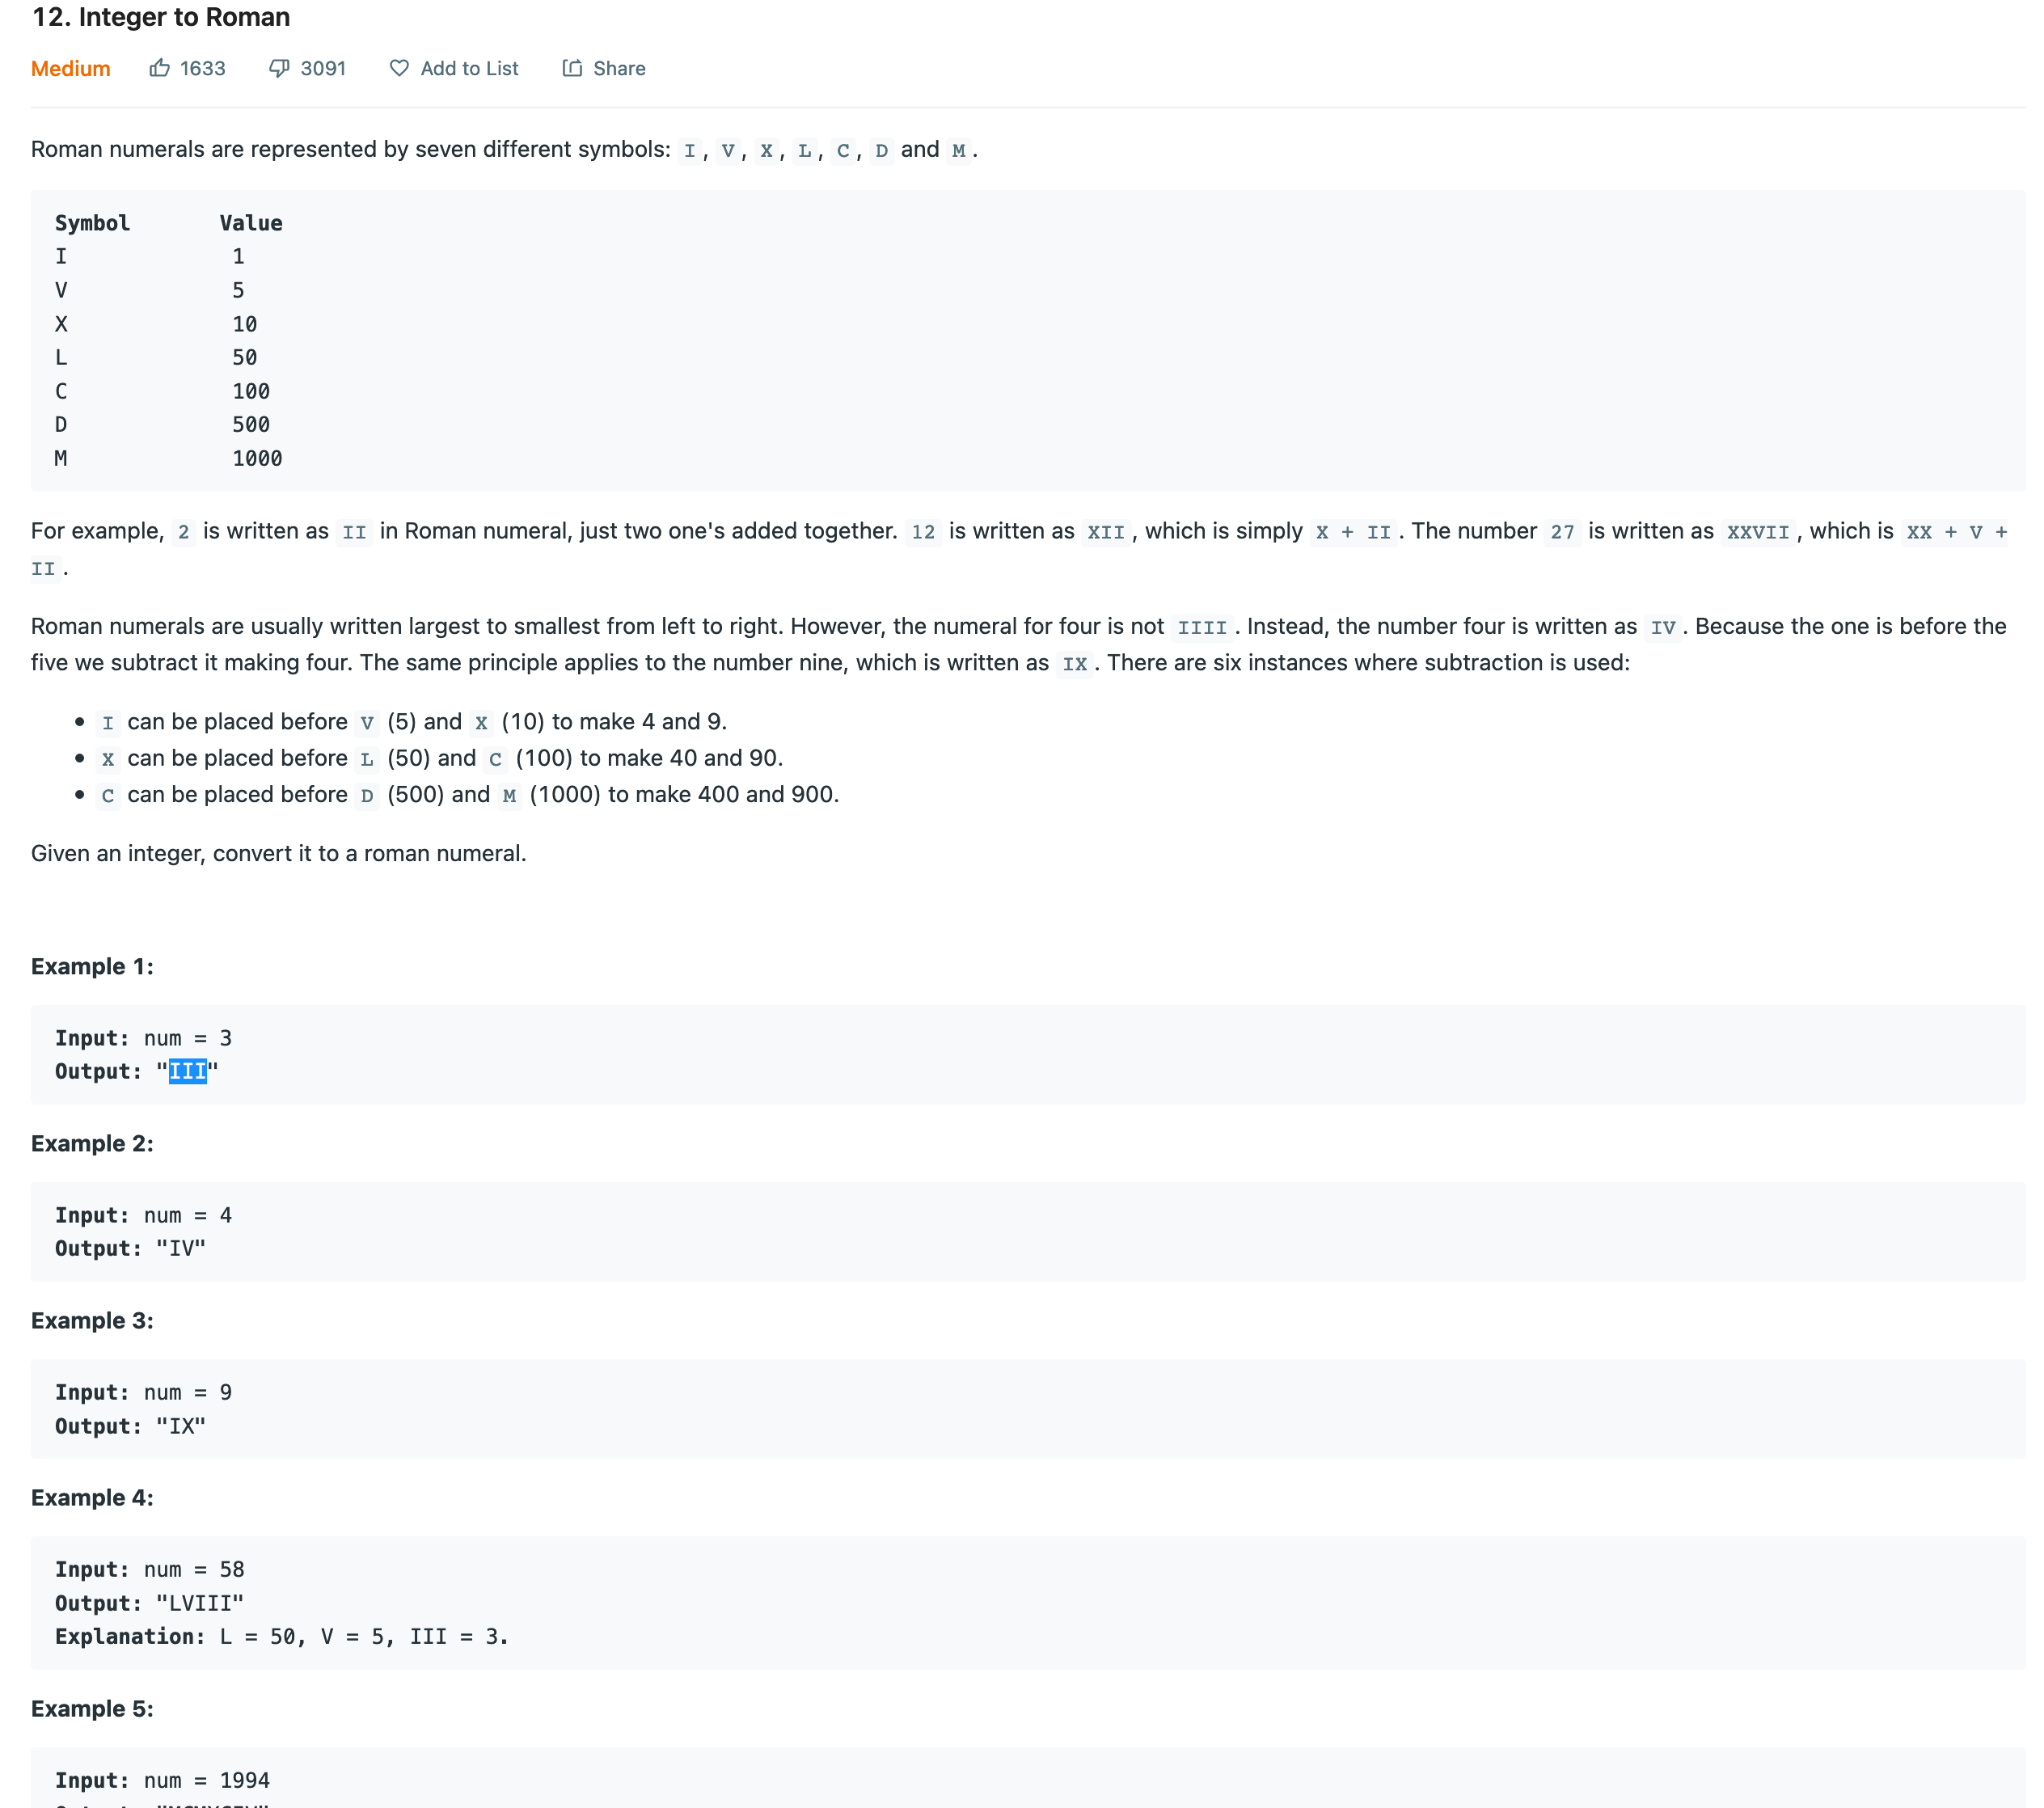 12. Integer to Roman
Medium 1633 3091 Add to List Share
Roman numerals are represented by seven different symbols: I, V, X, L, C, D and M.
Symbol Value
I 1
V 5
X 10
L 50
C 100
D 500
M 1000
For example, 2 is written as II in Roman numeral, just two one's added together. 12 is written as XII, which is simply X + II. The number 27 is written as XXVII, which is XX + V +
II.
Roman numerals are usually written largest to smallest from left to right. However, the numeral for four is not IIII. Instead, the number four is written as IV. Because the one is before the
five we subtract it making four. The same principle applies to the number nine, which is written as IX. There are six instances where subtraction is used:
• I can be placed before V (5) and X (10) to make 4 and 9.
• X can be placed before L (50) and C (100) to make 40 and 90.
• C can be placed before D (500) and M (1000) to make 400 and 900.
Given an integer, convert it to a roman numeral.
Example 1:
Input: num = 3
Output: "III"
Example 2:
Input: num = 4
Output: "IV"
Example 3:
Input: num = 9
Output: "IX"
Example 4:
Input: num = 58
Output: "LVIII"
Explanation: L = 50, V = 5, III = 3.
Example 5:
Input: num = 1994